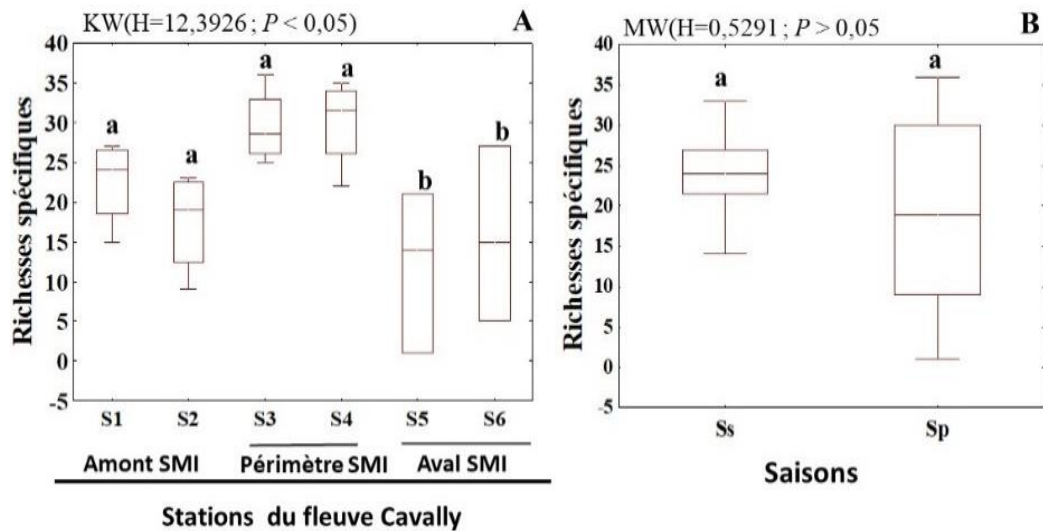 KW(H=12,3926 ; P < 0,05)
A
Richesses spécifiques
40
35
30
25
20
15
10
5
0
-5
a
a
a
a
b
b
S1 S2 S3 S4 S5 S6
Amont SMI Périmètre SMI Aval SMI
Stations du fleuve Cavally
MW(H=0,5291 ; P > 0,05
B
Richesses spécifiques
40
35
30
25
20
15
10
5
0
-5
a
a
Ss Sp
Saisons